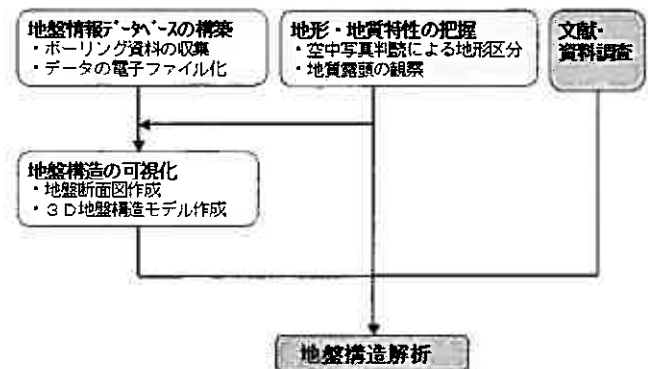 地盤情報データベースの構築
・ボーリング資料の収集
・データの電子ファイル化
地形・地質特性の把握
・空中写真判読による地形区分
・地質露頭の観察
文献・
資料調査
地盤構造の可視化
・地盤断面図作成
・３Ｄ地盤構造モデル作成
地盤構造解析